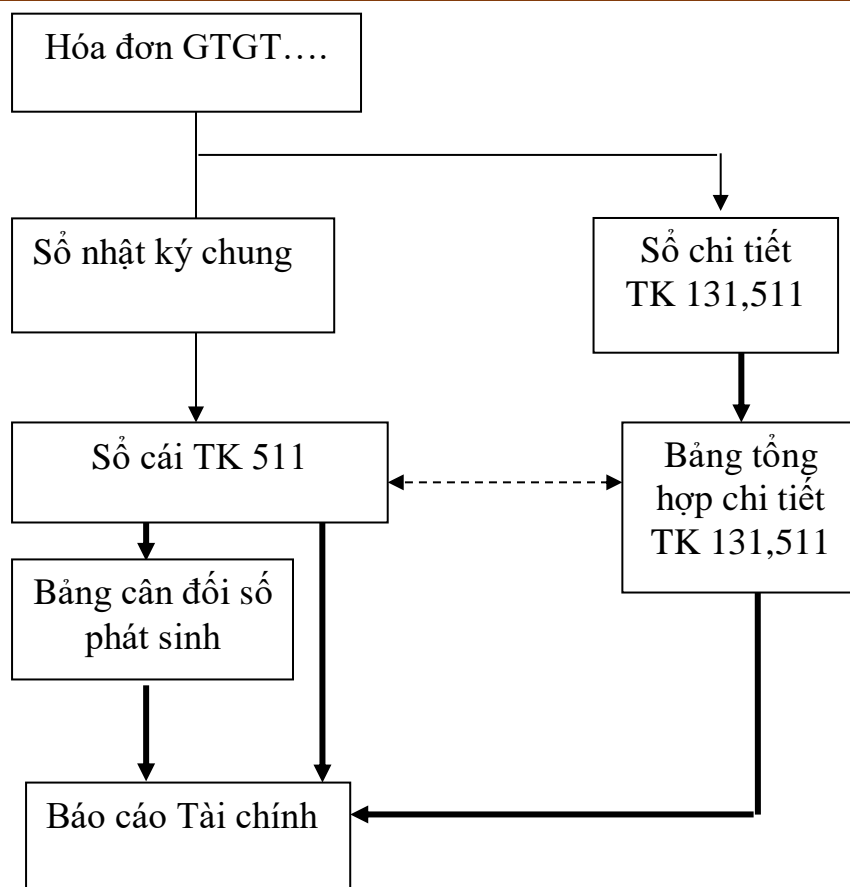 Hóa đơn GTGT….
Sổ nhật ký chung
Sổ chi tiết
TK 131,511
Sổ cái TK 511
Bảng tổng
hợp chi tiết
TK 131,511
Bảng cân đối số
phát sinh
Báo cáo Tài chính